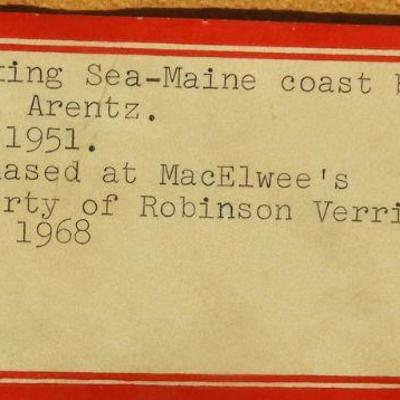 ting Sea-Maine coast b
Arentz.
1951.
ased at MacElwee's
rty of Robinson Verri
1968